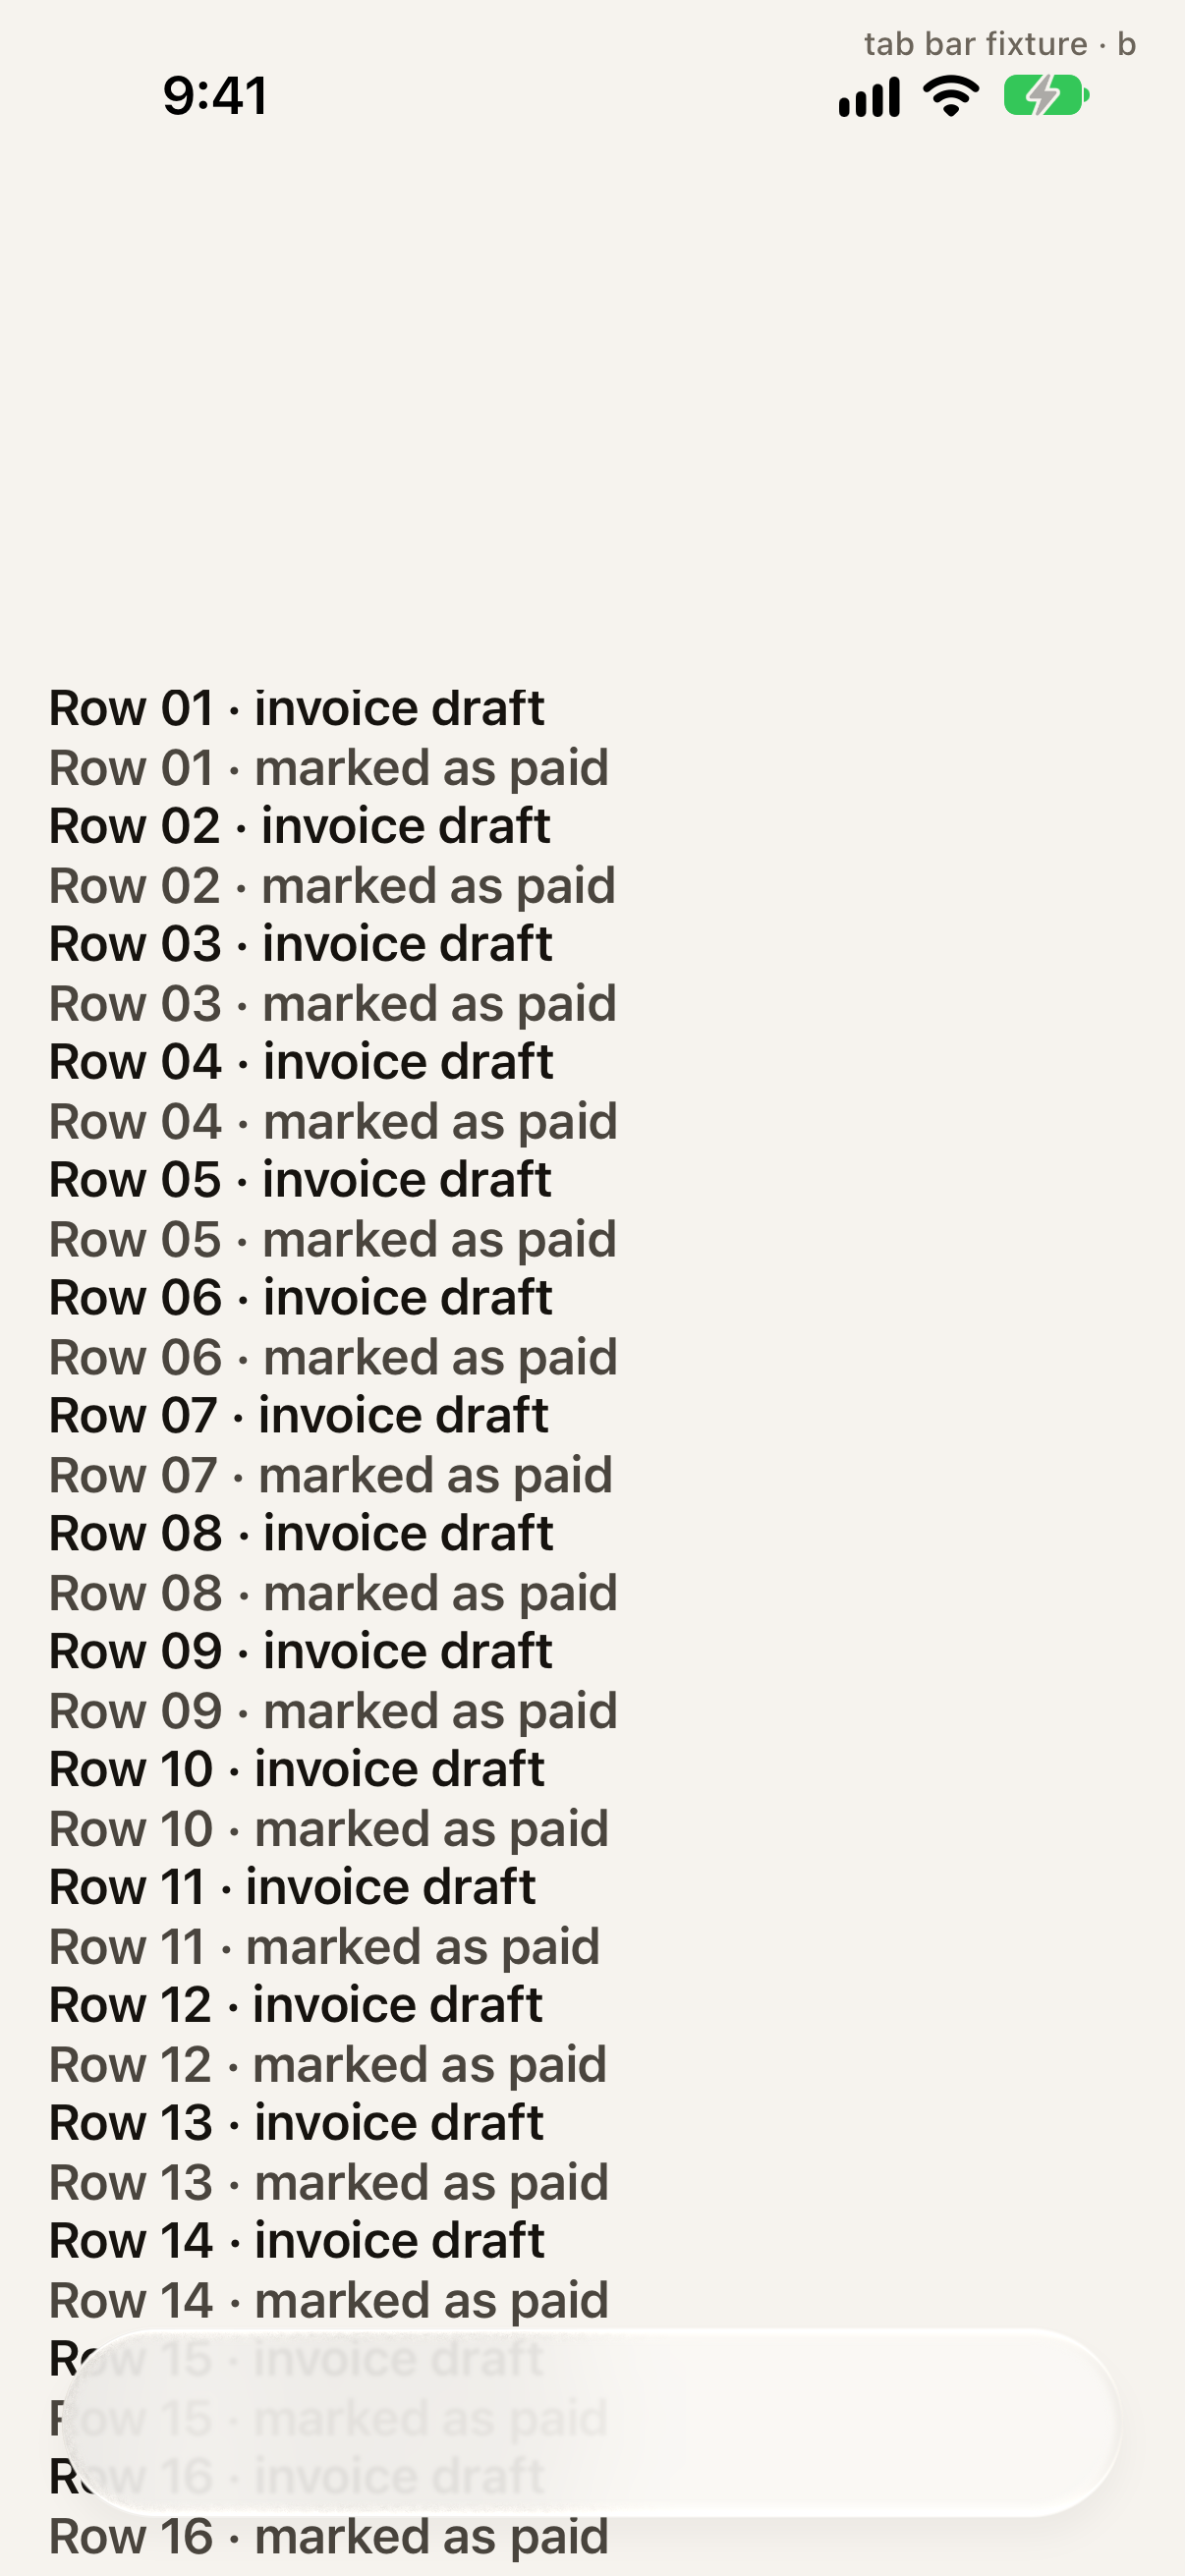 tab bar fixture · b
9:41
Row 01 · invoice draft
Row 01 · marked as paid
Row 02 · invoice draft
Row 02 · marked as paid
Row 03 · invoice draft
Row 03 · marked as paid
Row 04 · invoice draft
Row 04 · marked as paid
Row 05 · invoice draft
Row 05 · marked as paid
Row 06 · invoice draft
Row 06 · marked as paid
Row 07 · invoice draft
Row 07 · marked as paid
Row 08 · invoice draft
Row 08 · marked as paid
Row 09 · invoice draft
Row 09 · marked as paid
Row 10 · invoice draft
Row 10 · marked as paid
Row 11 · invoice draft
Row 11 · marked as paid
Row 12 · invoice draft
Row 12 · marked as paid
Row 13 · invoice draft
Row 13 · marked as paid
Row 14 · invoice draft
Row 14 · marked as paid
Row 15 · invoice draft
Row 15 · marked as paid
Row 16 · invoice draft
Row 16 · marked as paid